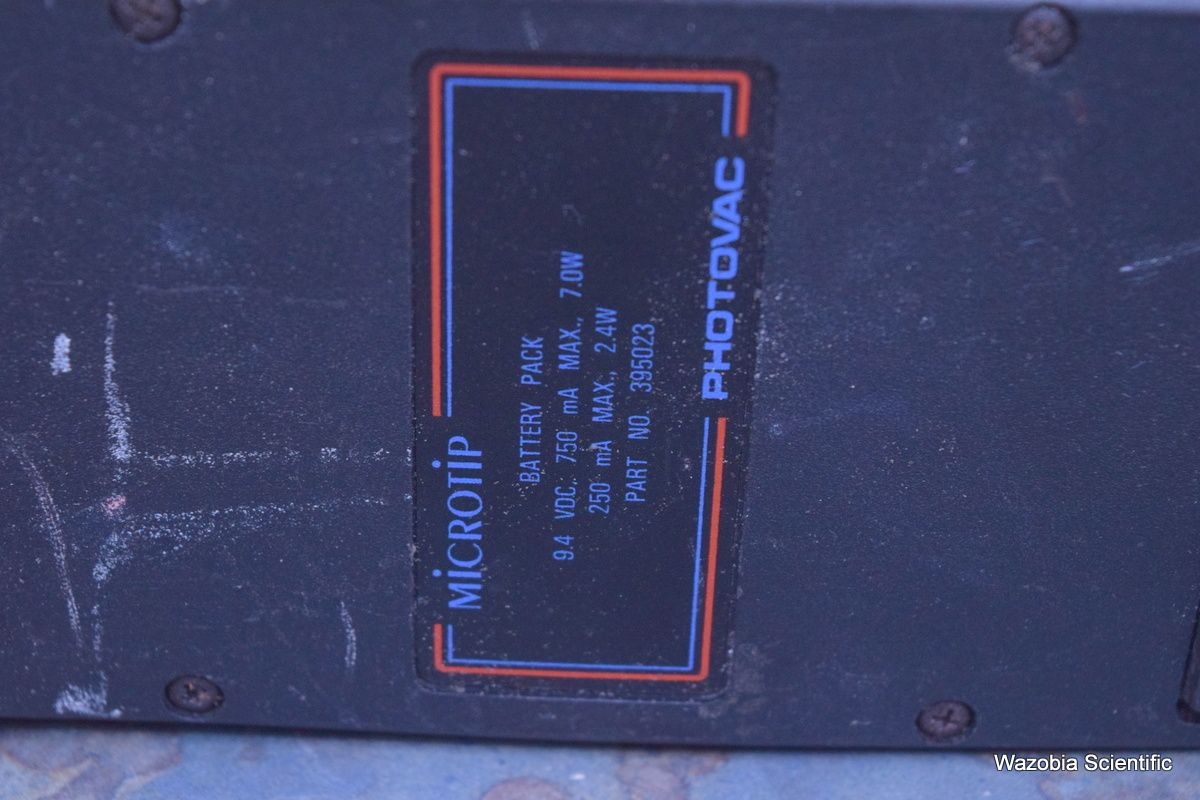 MiCROTiP
BATTERY PACK
9.4 VDC, 750 mA MAX., 7.0W
250 mA MAX., 2.4W
PART NO. 395023
PHOTOVAC
Wazobia Scientific